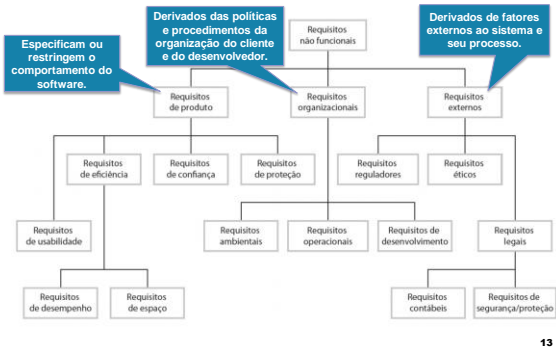 Especificam ou
restringem o
comportamento do
software.
Derivados das políticas
e procedimentos da
organização do cliente
e do desenvolvedor.
Derivados de fatores
externos ao sistema e
seu processo.
Requisitos
não funcionais
Requisitos
de produto
Requisitos
organizacionais
Requisitos
externos
Requisitos
de eficiência
Requisitos
de confiança
Requisitos
de proteção
Requisitos
reguladores
Requisitos
éticos
Requisitos
de usabilidade
Requisitos
ambientais
Requisitos
operacionais
Requisitos de
desenvolvimento
Requisitos
legais
Requisitos
de desempenho
Requisitos
de espaço
Requisitos
contábeis
Requisitos de
segurança/proteção
13